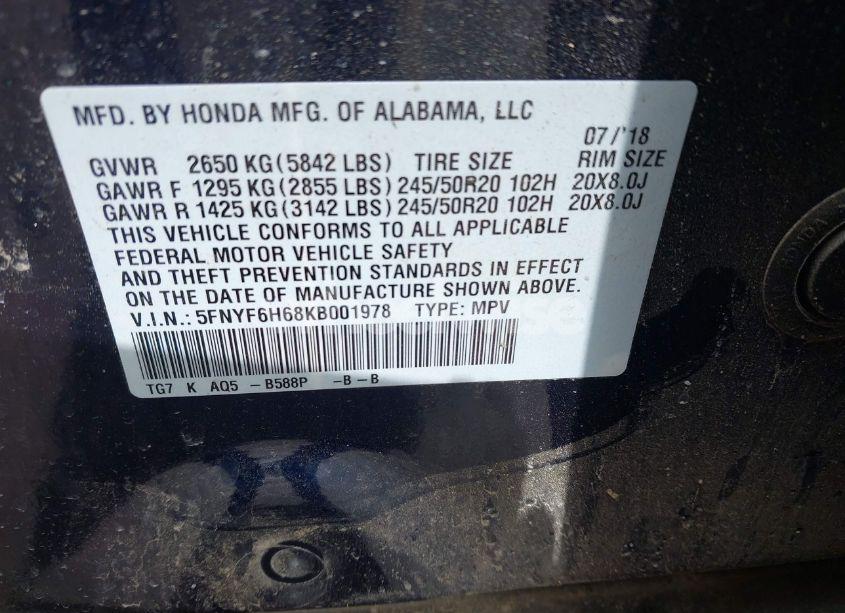 MFD. BY HONDA MFG. OF ALABAMA, LLC
07/'18
GVWR 2650 KG (5842 LBS) TIRE SIZE RIM SIZE
GAWR F 1295 KG (2855 LBS) 245/50R20 102H 20X8.0J
GAWR R 1425 KG (3142 LBS) 245/50R20 102H 20X8.0J
THIS VEHICLE CONFORMS TO ALL APPLICABLE
FEDERAL MOTOR VEHICLE SAFETY
AND THEFT PREVENTION STANDARDS IN EFFECT
ON THE DATE OF MANUFACTURE SHOWN ABOVE.
V.I.N.: 5FNYF6H68KB001978 TYPE: MPV
TG7 K AQ5 -B588P -B-B
HONDA